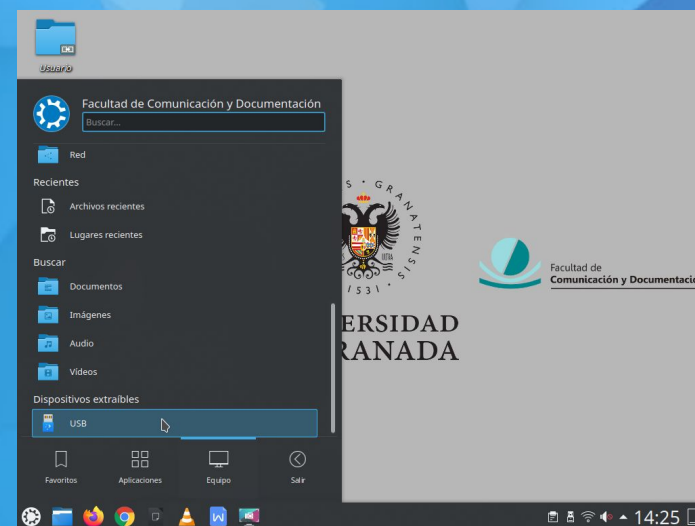 Usuario
Facultad de Comunicación y Documentación
Buscar...
Red
Recientes
Archivos recientes
Lugares recientes
Buscar
Documentos
Imágenes
Audio
Vídeos
Dispositivos extraíbles
USB
Favoritos
Aplicaciones
Equipo
Salir
GRANATENSIS
1531
ERSIDAD
RANADA
Facultad de
Comunicación y Documentació
14:25